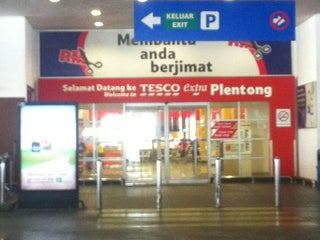 KELUAR
EXIT
P
Membantu
anda
berjimat
Selamat Datang ke TESCO extra Plentong
Welcome to